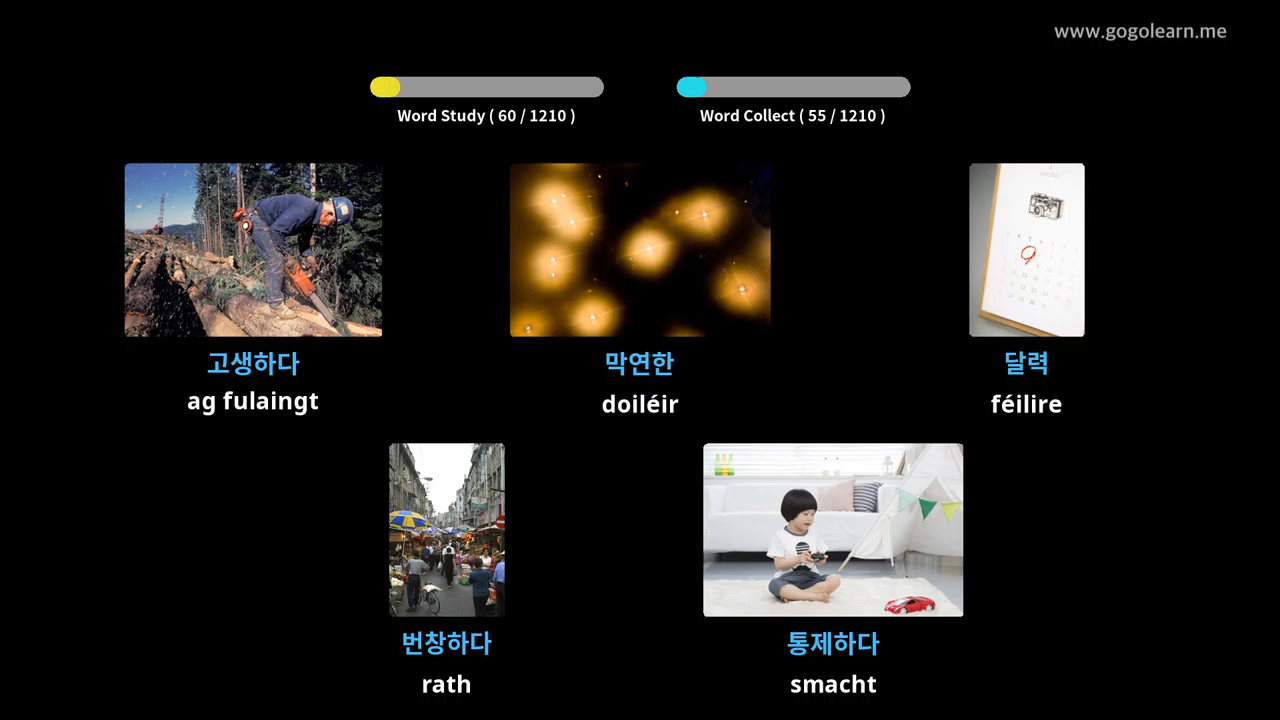 www.gogolearn.me
Word Study ( 60 / 1210 )
Word Collect ( 55 / 1210 )
고생하다
막연한
달력
ag fulaingt
doiléir
féilire
번창하다
통제하다
rath
smacht